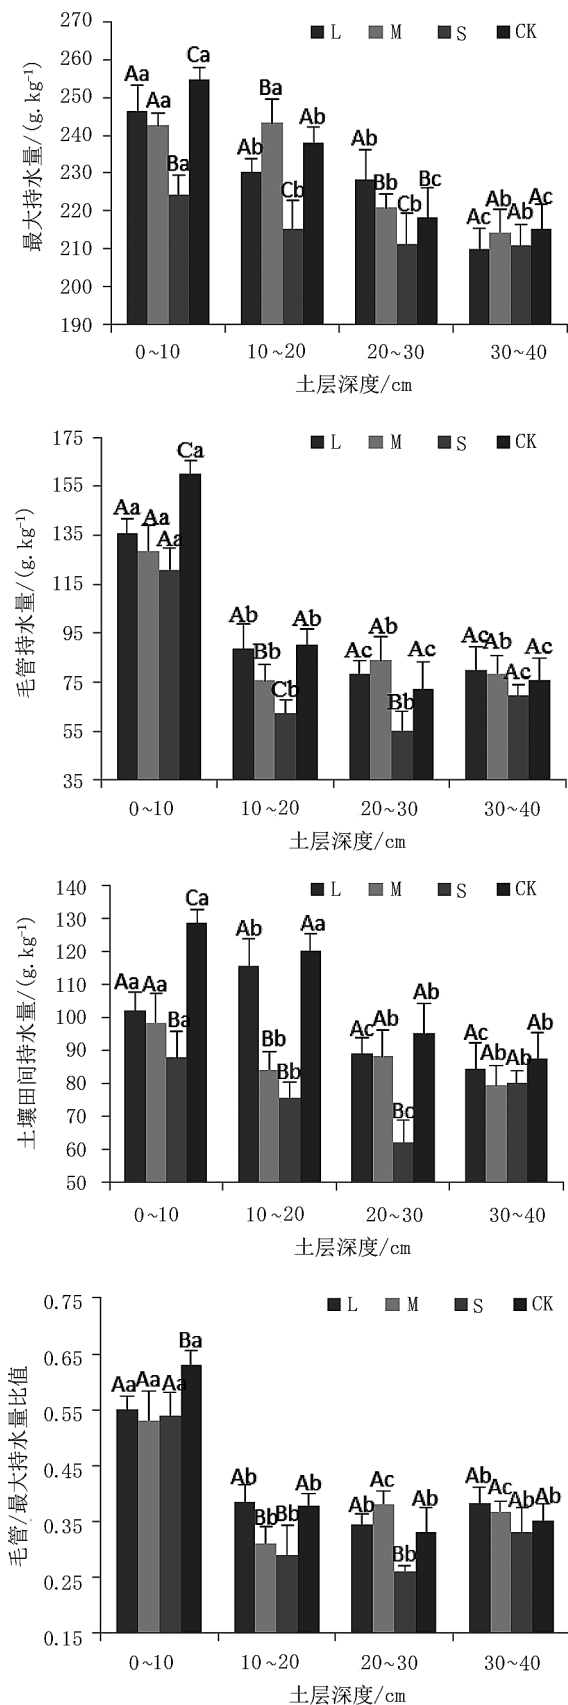 最大持水量/(g.kg⁻¹)
270
260
250
240
230
220
210
200
190
L M S CK
Aa Aa Ba Ca
Ab Ba Cb Ab
Ab Bb Cb Bc
Ac Ab Ab Ac
0~10 10~20 20~30 30~40
土层深度/cm
毛管持水量/(g.kg⁻¹)
175
155
135
115
95
75
55
35
L M S CK
Aa Aa Aa Ca
Ab Bb Cb Ab
Ac Ab Bb Ac
Ac Ab Ac Ac
0~10 10~20 20~30 30~40
土层深度/cm
土壤田间持水量/(g.kg⁻¹)
140
130
120
110
100
90
80
70
60
50
L M S CK
Aa Aa Ba Ca
Ab Bb Bb Aa
Ac Ab Bc Ab
Ac Ab Ab Ab
0~10 10~20 20~30 30~40
土层深度/cm
毛管/最大持水量比值
0.75
0.65
0.55
0.45
0.35
0.25
0.15
L M S CK
Aa Aa Aa Ba
Ab Bb Bb Ab
Ab Ac Bb Ab
Ab Ac Ab Ab
0~10 10~20 20~30 30~40
土层深度/cm